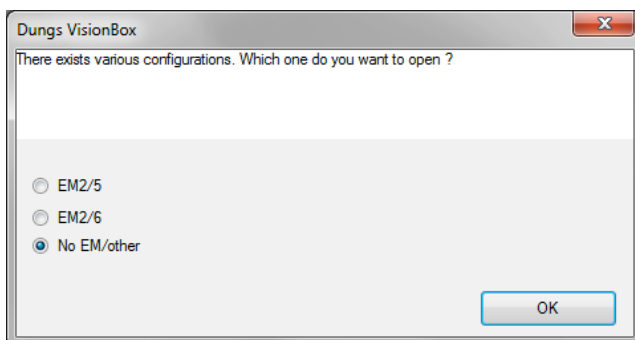 Dungs VisionBox
There exists various configurations. Which one do you want to open ?
EM2/5
EM2/6
No EM/other
OK